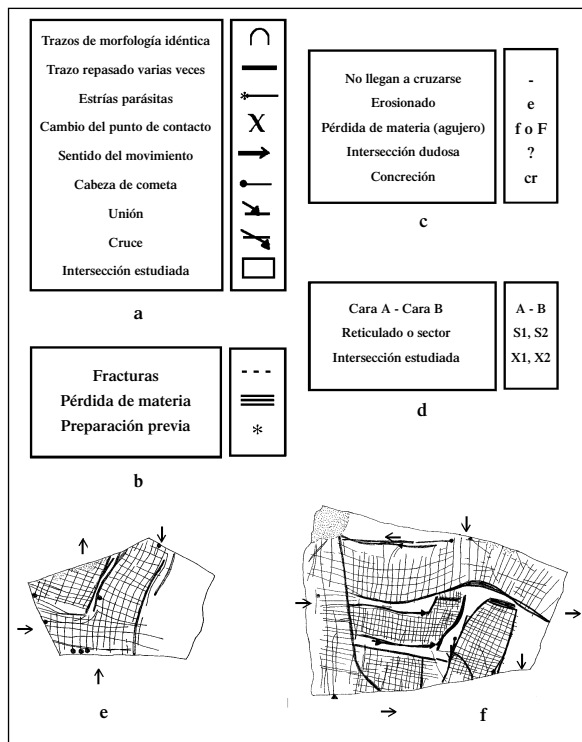 Trazos de morfología idéntica
Trazo repasado varias veces
Estrías parásitas
Cambio del punto de contacto X
Sentido del movimiento
Cabeza de cometa
Unión
Cruce
Intersección estudiada
a
Fracturas
Pérdida de materia
Preparación previa *
b
No llegan a cruzarse -
Erosionado e
Pérdida de materia (agujero) f o F
Intersección dudosa ?
Concreción cr
c
Cara A - Cara B A - B
Reticulado o sector S1, S2
Intersección estudiada X1, X2
d
e
f